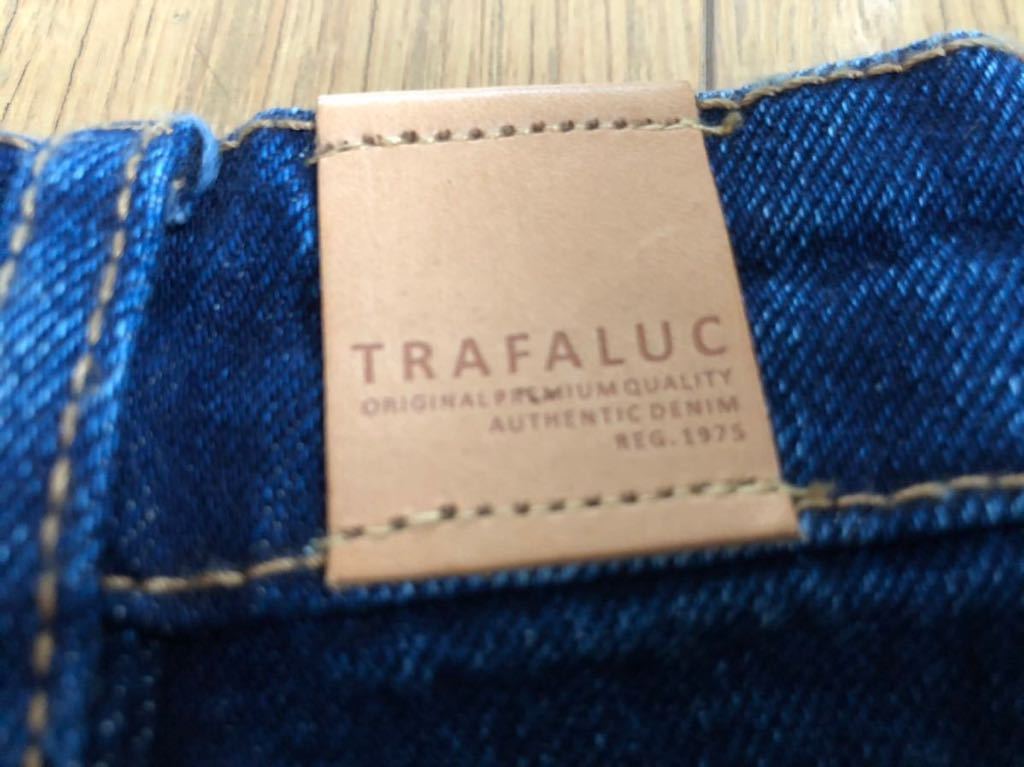 TRAFALUC
ORIGINAL PREMIUM QUALITY
AUTHENTIC DENIM
REG. 1975